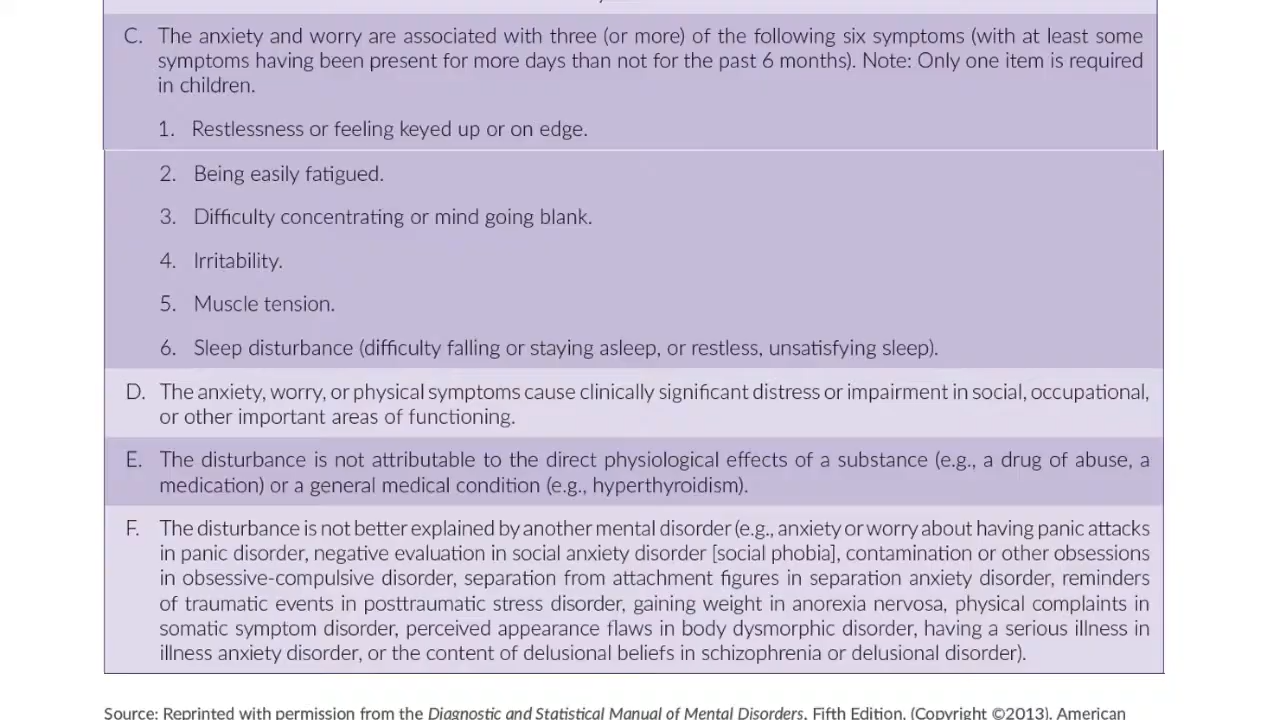 C. The anxiety and worry are associated with three (or more) of the following six symptoms (with at least some
symptoms having been present for more days than not for the past 6 months). Note: Only one item is required
in children.
1. Restlessness or feeling keyed up or on edge.
2. Being easily fatigued.
3. Difficulty concentrating or mind going blank.
4. Irritability.
5. Muscle tension.
6. Sleep disturbance (difficulty falling or staying asleep, or restless, unsatisfying sleep).
D. The anxiety, worry, or physical symptoms cause clinically significant distress or impairment in social, occupational,
or other important areas of functioning.
E. The disturbance is not attributable to the direct physiological effects of a substance (e.g., a drug of abuse, a
medication) or a general medical condition (e.g., hyperthyroidism).
F. The disturbance is not better explained by another mental disorder (e.g., anxiety or worry about having panic attacks
in panic disorder, negative evaluation in social anxiety disorder [social phobia], contamination or other obsessions
in obsessive-compulsive disorder, separation from attachment figures in separation anxiety disorder, reminders
of traumatic events in posttraumatic stress disorder, gaining weight in anorexia nervosa, physical complaints in
somatic symptom disorder, perceived appearance flaws in body dysmorphic disorder, having a serious illness in
illness anxiety disorder, or the content of delusional beliefs in schizophrenia or delusional disorder).
Source: Reprinted with permission from the Diagnostic and Statistical Manual of Mental Disorders, Fifth Edition, (Copyright ©2013). American